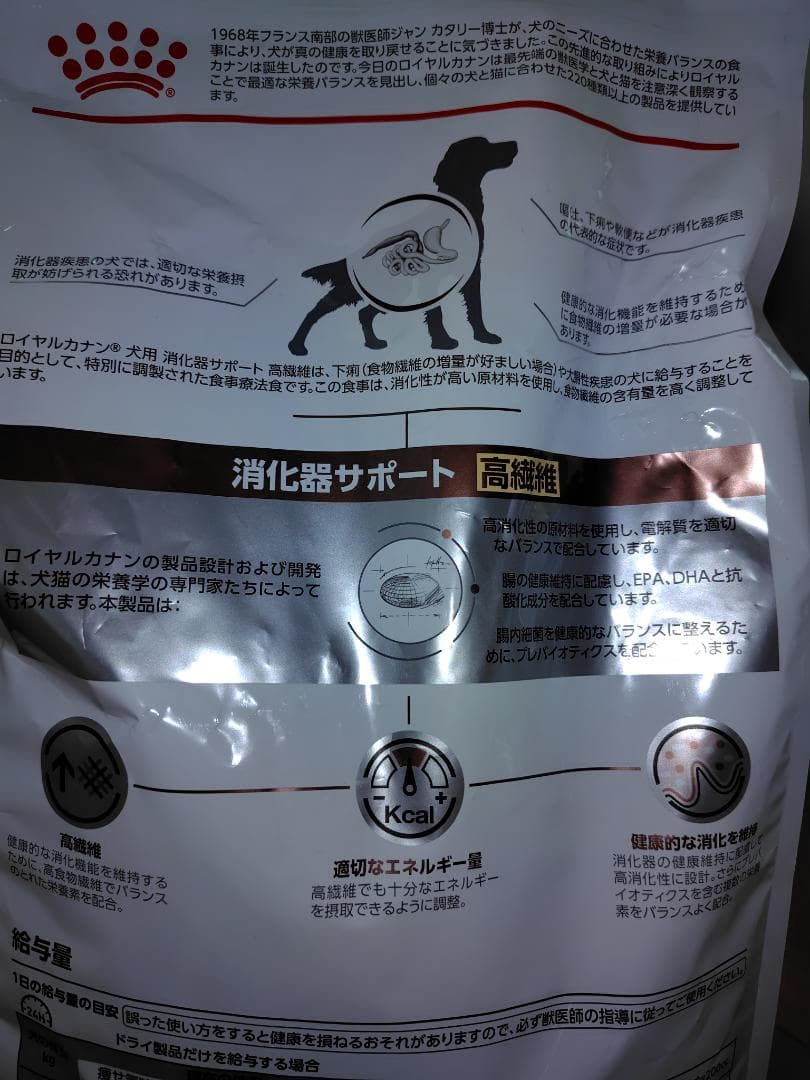 1968年フランス南部の獣医師ジャン カタリー博士が、犬のニーズに合わせた栄養バランスの食
事により、犬が真の健康を取り戻せることに気づきました。この先進的な取り組みによりロイヤル
カナンは誕生したのです。今日のロイヤルカナンは最先端の獣医学と犬と猫を注意深く観察する
ことで最適な栄養バランスを見出し、個々の犬と猫に合わせた220種類以上の製品を提供してい
ます。
®
嘔吐、下痢や軟便などが消化器疾患
の代表的な症状です。
消化器疾患の犬では、適切な栄養摂
取が妨げられる恐れがあります。
健康的な消化機能を維持するため
に食物繊維の増量が必要な場合が
あります。
ロイヤルカナン® 犬用 消化器サポート 高繊維は、下痢(食物繊維の増量が好ましい場合)や大腸性疾患の犬に給与することを
目的として、特別に調製された食事療法食です。この食事は、消化性が高い原材料を使用し、食物繊維の含有量を高く調整して
います。
消化器サポート 高繊維
ロイヤルカナンの製品設計および開発
は、犬猫の栄養学の専門家たちによって
行われます。本製品は:
高消化性の原材料を使用し、電解質を適切
なバランスで配合しています。
腸の健康維持に配慮し、EPA、DHAと抗
酸化成分を配合しています。
腸内細菌を健康的なバランスに整えるた
めに、プレバイオティクスを配合 います。
- +
Kcal
高繊維
健康的な消化機能を維持する
ために、高食物繊維でバランス
のとれた栄養素を配合。
適切なエネルギー量
高繊維でも十分なエネルギー
を摂取できるように調整。
健康的な消化を維持
消化器の健康維持に配慮し
高消化性に設計。さらにプレバ
イオティクスを含む複数の栄養
素をバランスよく配合。
給与量
1日の給与量の目安 誤った使い方をすると健康を損ねるおそれがありますので、必ず獣医師の指導に従ってご使用ください。
24H
ドライ製品だけを給与する場合
kg